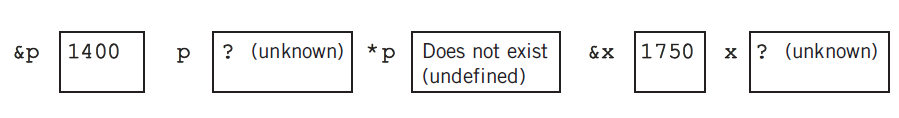 &p 1400 p ? (unknown) *p Does not exist &x 1750 x ? (unknown)
(undefined)